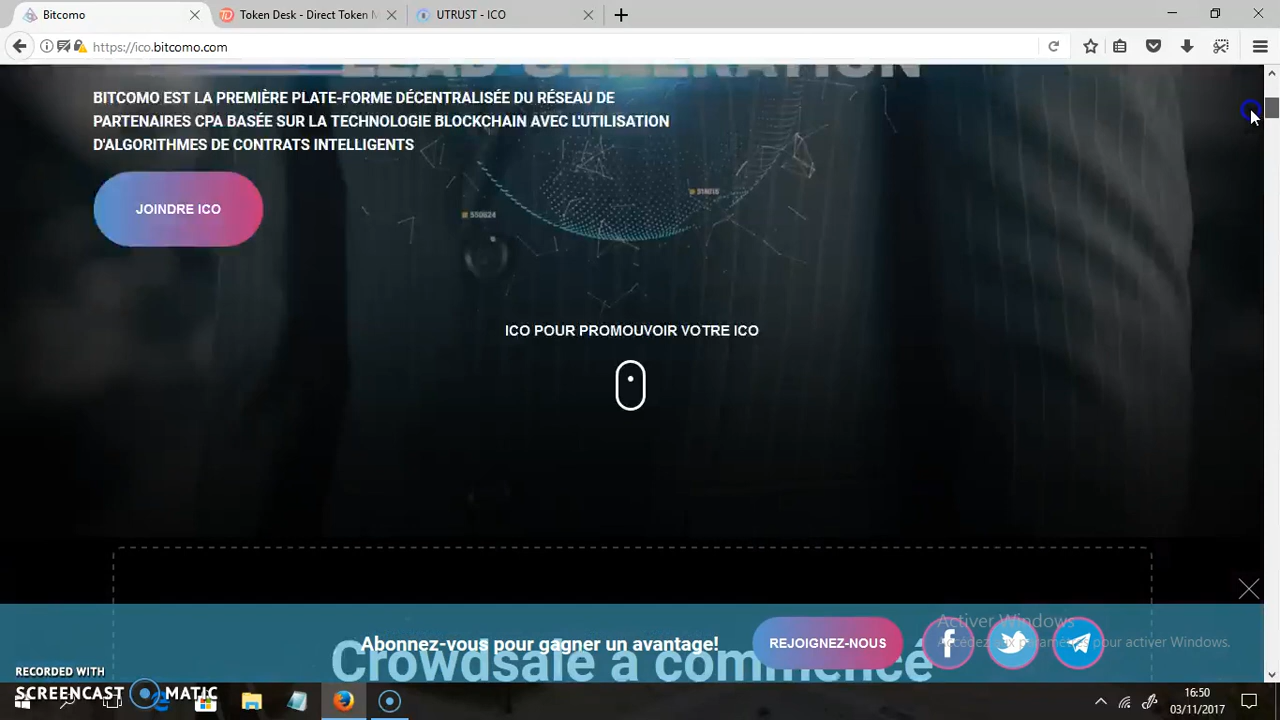 Bitcomo
Token Desk - Direct Token M
UTRUST - ICO
https://ico.bitcomo.com
LEAD GENERATION
BITCOMO EST LA PREMIÈRE PLATE-FORME DÉCENTRALISÉE DU RÉSEAU DE
PARTENAIRES CPA BASÉE SUR LA TECHNOLOGIE BLOCKCHAIN AVEC L'UTILISATION
D'ALGORITHMES DE CONTRATS INTELLIGENTS
JOINDRE ICO
550624
ICO POUR PROMOUVOIR VOTRE ICO
Crowdsale a commencé
Abonnez-vous pour gagner un avantage!
REJOIGNEZ-NOUS
Activer Windows
pour activer Windows.
RECORDED WITH
SCREENCAST MATIC
16:50
03/11/2017